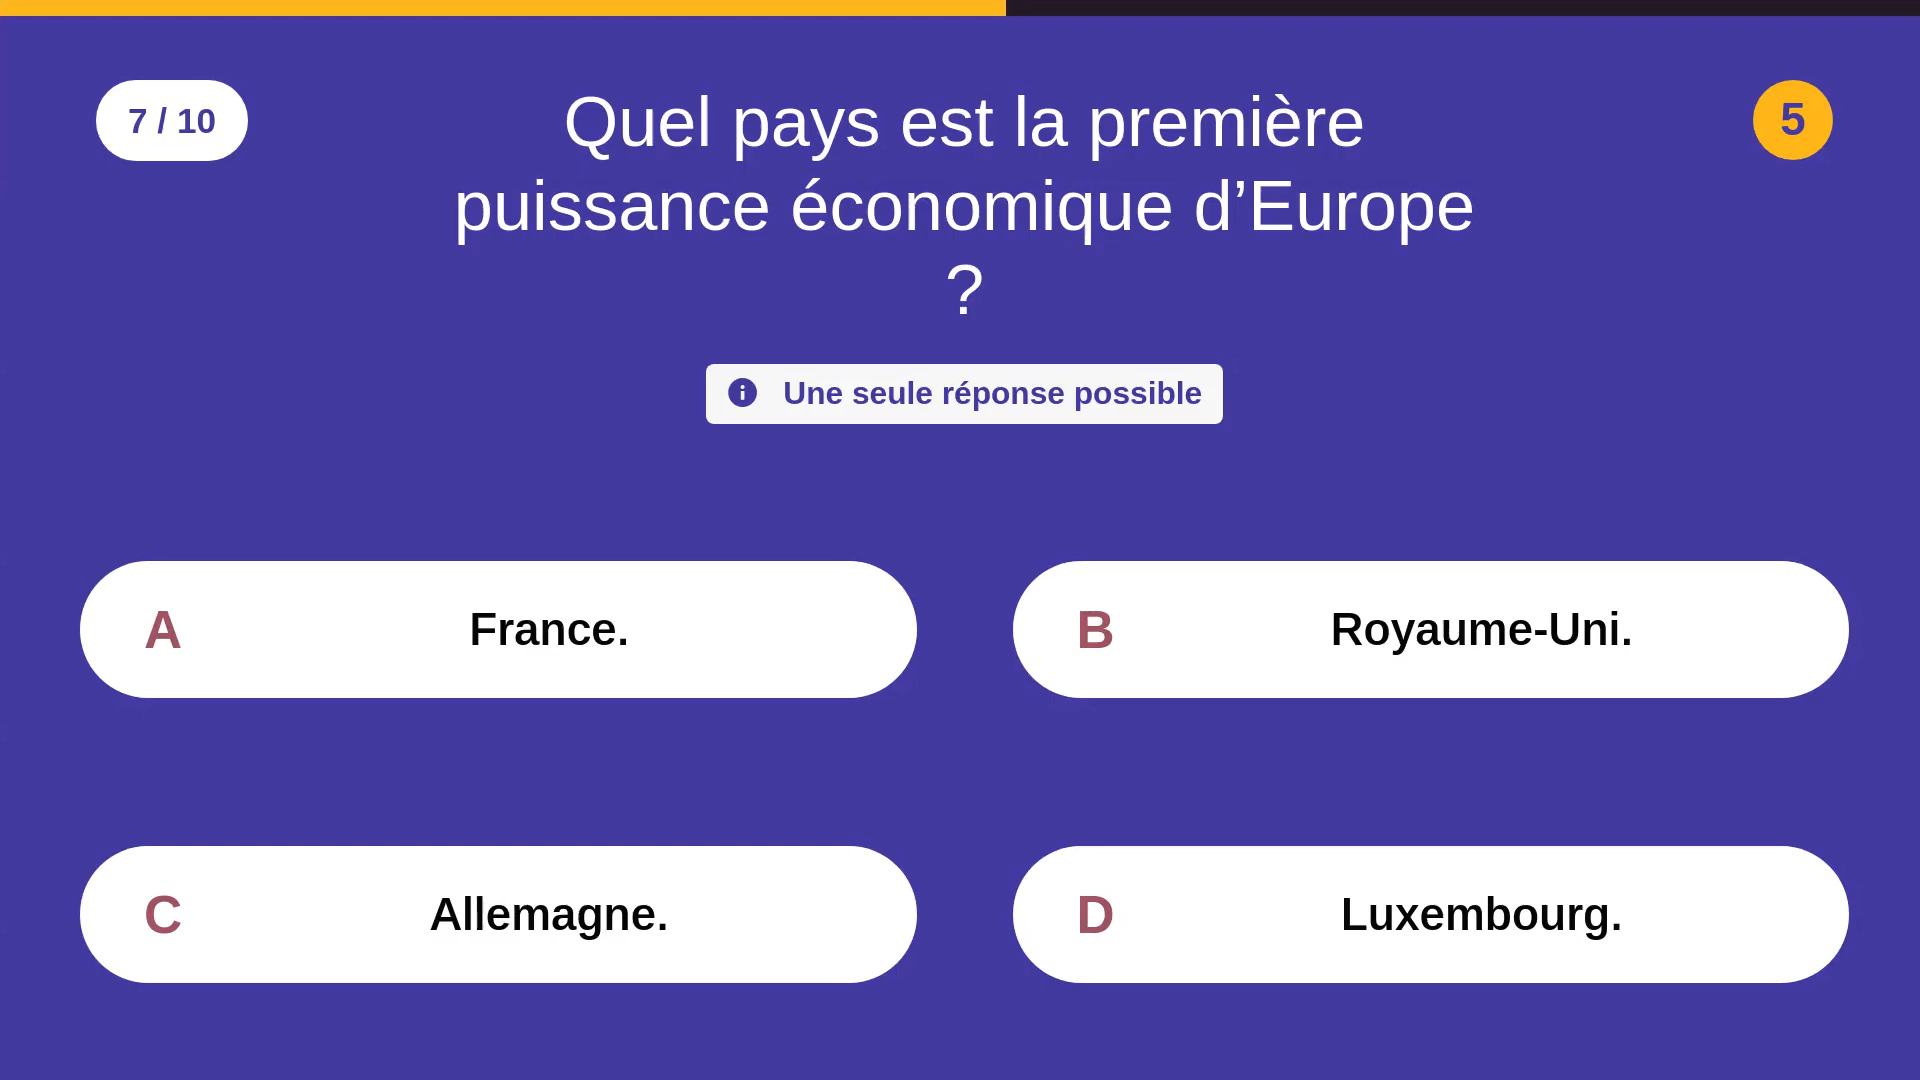 7 / 10
Quel pays est la première
puissance économique d’Europe
?
5
Une seule réponse possible
A
France.
B
Royaume-Uni.
C
Allemagne.
D
Luxembourg.